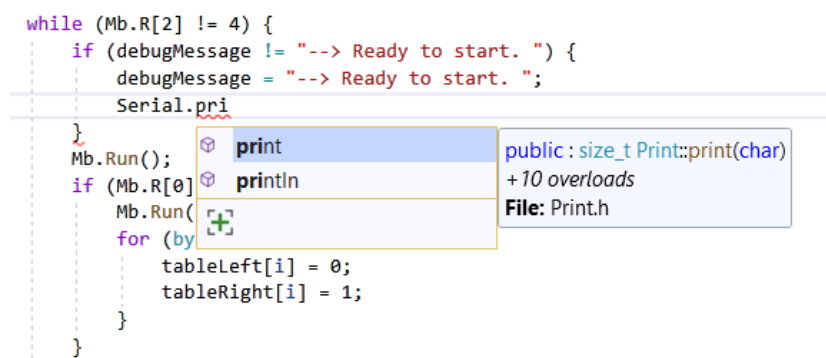 while (Mb.R[2] != 4) {
if (debugMessage != "--> Ready to start. ") {
debugMessage = "--> Ready to start. ";
Serial.pri
}
print
println
public : size_t Print::print(char)
+10 overloads
File: Print.h
Mb.Run();
if (Mb.R[0]
Mb.Run(
for (by
tableLeft[i] = 0;
tableRight[i] = 1;
}
}